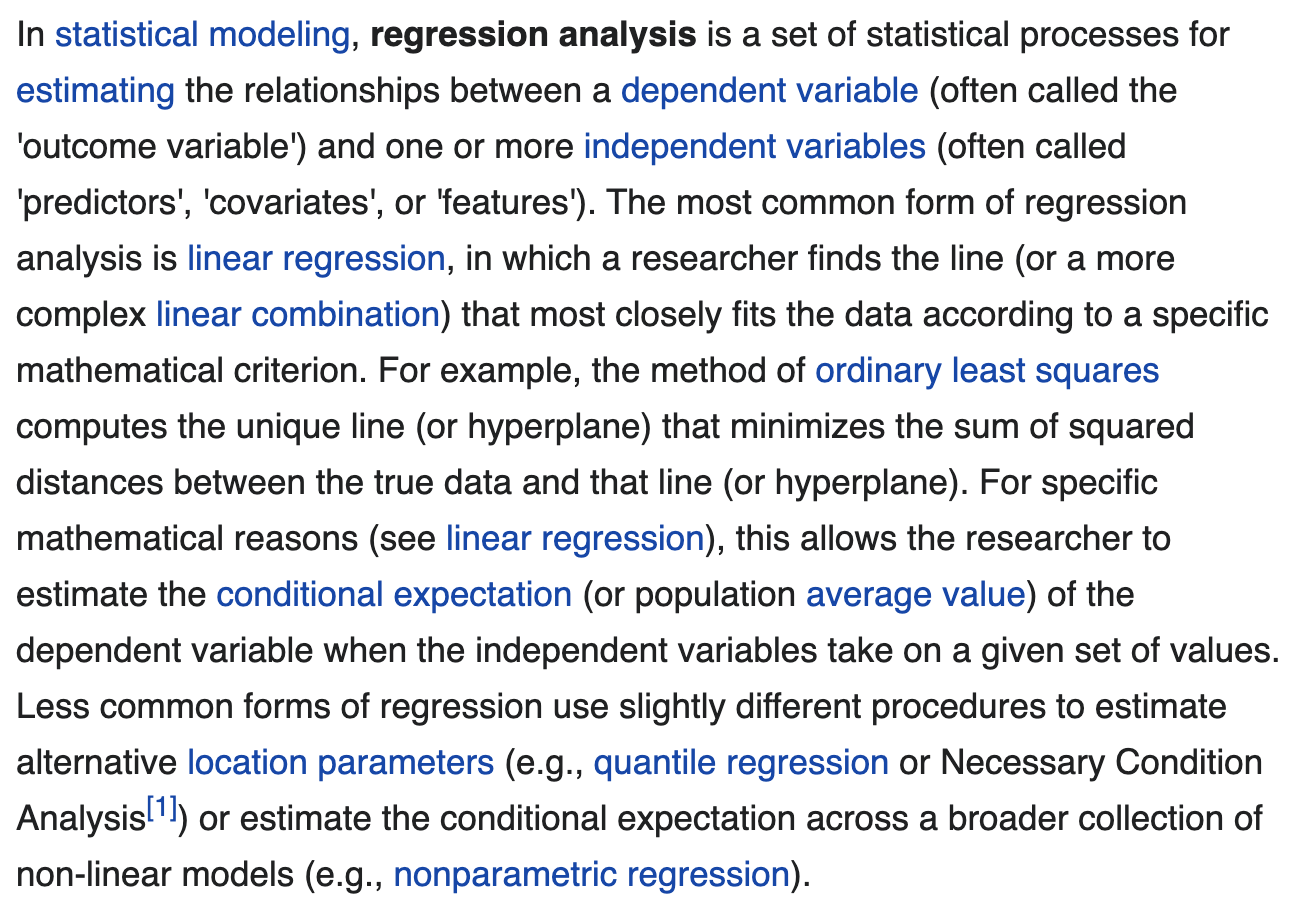 In statistical modeling, regression analysis is a set of statistical processes for
estimating the relationships between a dependent variable (often called the
'outcome variable') and one or more independent variables (often called
'predictors', 'covariates', or 'features'). The most common form of regression
analysis is linear regression, in which a researcher finds the line (or a more
complex linear combination) that most closely fits the data according to a specific
mathematical criterion. For example, the method of ordinary least squares
computes the unique line (or hyperplane) that minimizes the sum of squared
distances between the true data and that line (or hyperplane). For specific
mathematical reasons (see linear regression), this allows the researcher to
estimate the conditional expectation (or population average value) of the
dependent variable when the independent variables take on a given set of values.
Less common forms of regression use slightly different procedures to estimate
alternative location parameters (e.g., quantile regression or Necessary Condition
Analysis[1]) or estimate the conditional expectation across a broader collection of
non-linear models (e.g., nonparametric regression).